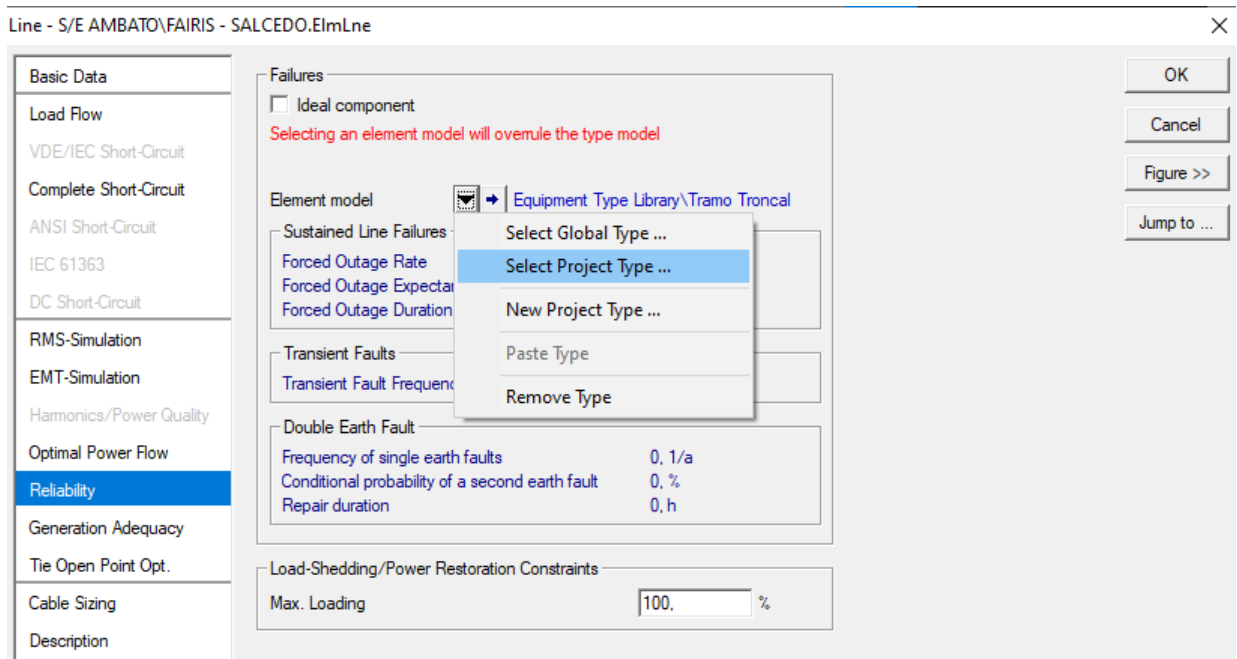 Line - S/E AMBATO\FAIRIS - SALCEDO.ElmLne
Basic Data
Load Flow
VDE/IEC Short-Circuit
Complete Short-Circuit
ANSI Short-Circuit
IEC 61363
DC Short-Circuit
RMS-Simulation
EMT-Simulation
Harmonics/Power Quality
Optimal Power Flow
Reliability
Generation Adequacy
Tie Open Point Opt.
Cable Sizing
Description
Failures
Ideal component
Selecting an element model will overrule the type model
Element model Equipment Type Library\Tramo Troncal
Sustained Line Failures
Forced Outage Rate
Forced Outage Expectan
Forced Outage Duration
Transient Faults
Transient Fault Frequenc
Select Global Type ...
Select Project Type ...
New Project Type ...
Paste Type
Remove Type
Double Earth Fault
Frequency of single earth faults 0, 1/a
Conditional probability of a second earth fault 0, %
Repair duration 0, h
Load-Shedding/Power Restoration Constraints
Max. Loading 100, %
OK
Cancel
Figure >>
Jump to ...